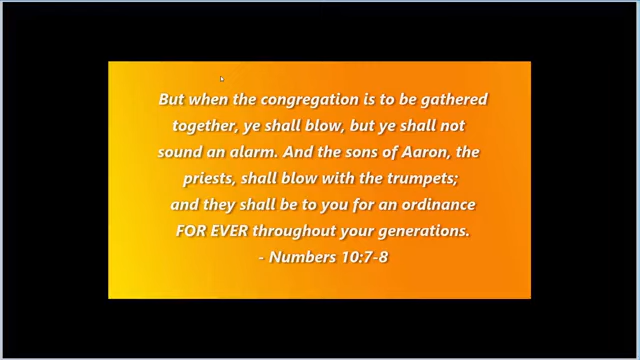 But when the congregation is to be gathered
together, ye shall blow, but ye shall not
sound an alarm. And the sons of Aaron, the
priests, shall blow with the trumpets;
and they shall be to you for an ordinance
FOR EVER throughout your generations.
- Numbers 10:7-8